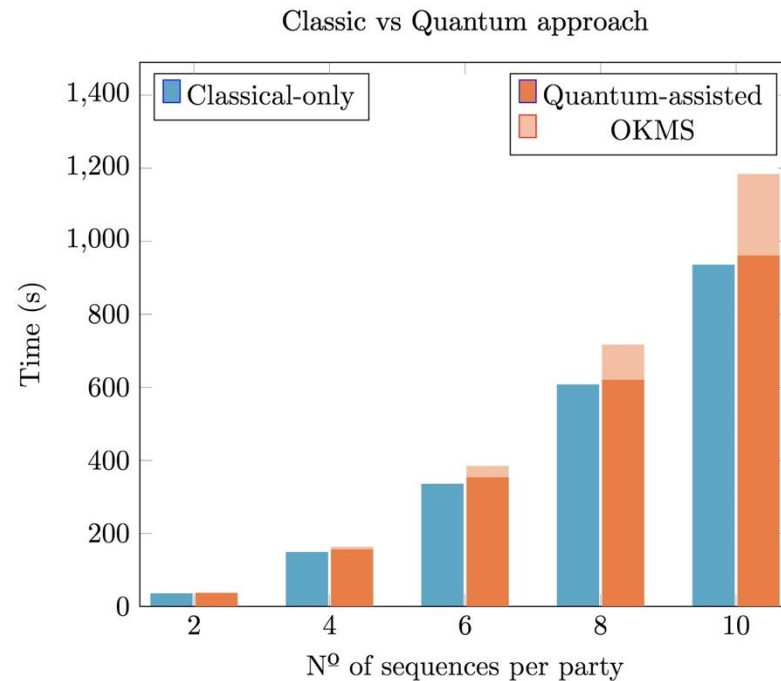 Classic vs Quantum approach
Classical-only
Quantum-assisted
OKMS
1,400
1,200
1,000
800
600
400
200
0
Time (s)
2 4 6 8 10
Nº of sequences per party